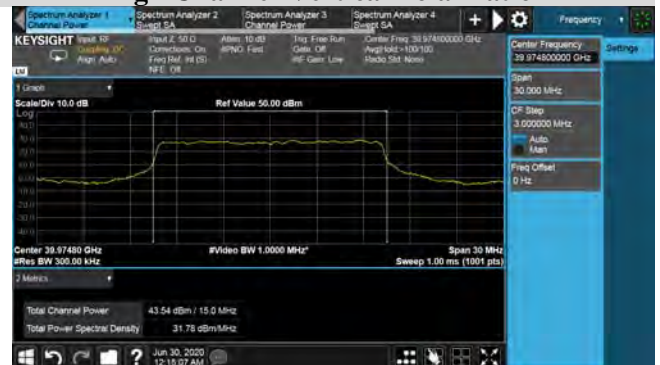 Spectrum Analyzer 1
Channel Power
Spectrum Analyzer 2
Swept SA
Spectrum Analyzer 3
Channel Power
Spectrum Analyzer 4
Swept SA
Frequency
KEYSIGHT
Input: RF
Coupling: DC
Align: Auto
Input Z: 50 Ω
Corrections: On
Freq Ref: Int (S)
NFE: Off
Atten: 10 dB
#PNO: Fast
Trig: Free Run
Gate: Off
#IF Gain: Low
Center Freq: 39.974800000 GHz
Avg|Hold:>100/100
Radio Std: None
LM
Center Frequency
39.974800000 GHz
Settings
Span
30.000 MHz
CF Step
3.000000 MHz
Auto
Man
Freq Offset
0 Hz
1 Graph
Scale/Div 10.0 dB
Ref Value 50.00 dBm
Log
Center 39.97480 GHz
#Video BW 1.0000 MHz*
Span 30 MHz
#Res BW 300.00 kHz
Sweep 1.00 ms (1001 pts)
2 Metrics
Total Channel Power
43.54 dBm / 15.0 MHz
Total Power Spectral Density
31.78 dBm/MHz
?
Jun 30, 2020
12:15:07 AM